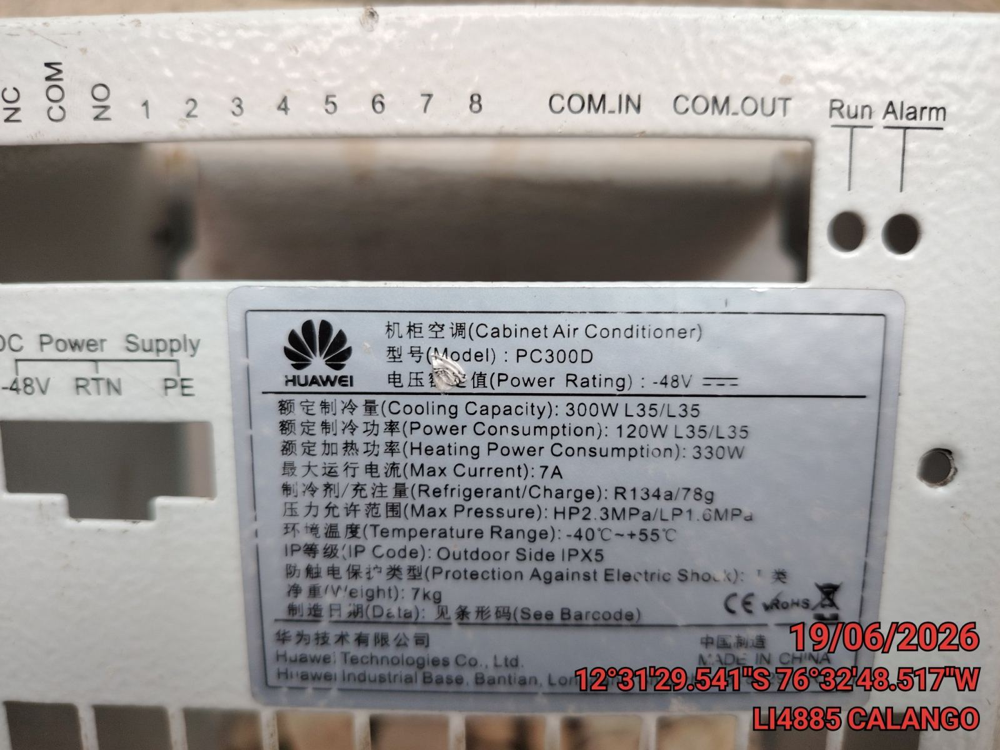 NC COM NO 1 2 3 4 5 6 7 8 COM_IN COM_OUT Run Alarm
DC Power Supply
-48V RTN PE
HUAWEI
机柜空调(Cabinet Air Conditioner)
型号(Model) : PC300D
电压额定值(Power Rating) : -48V
额定制冷量(Cooling Capacity): 300W L35/L35
额定制冷功率(Power Consumption): 120W L35/L35
额定加热功率(Heating Power Consumption): 330W
最大运行电流(Max Current): 7A
制冷剂/充注量(Refrigerant/Charge): R134a/78g
压力允许范围(Max Pressure): HP2.3MPa/LP1.6MPa
环境温度(Temperature Range): -40℃~+55℃
IP等级(IP Code): Outdoor Side IPX5
防触电保护类型(Protection Against Electric Shock): I 类
净重(Weight): 7kg
制造日期(Data): 见条形码(See Barcode)
CE RoHS
华为技术有限公司 中国制造
Huawei Technologies Co., Ltd. MADE IN CHINA
Huawei Industrial Base, Bantian,
19/06/2026
12°31'29.541"S 76°32'48.517"W
LI4885 CALANGO